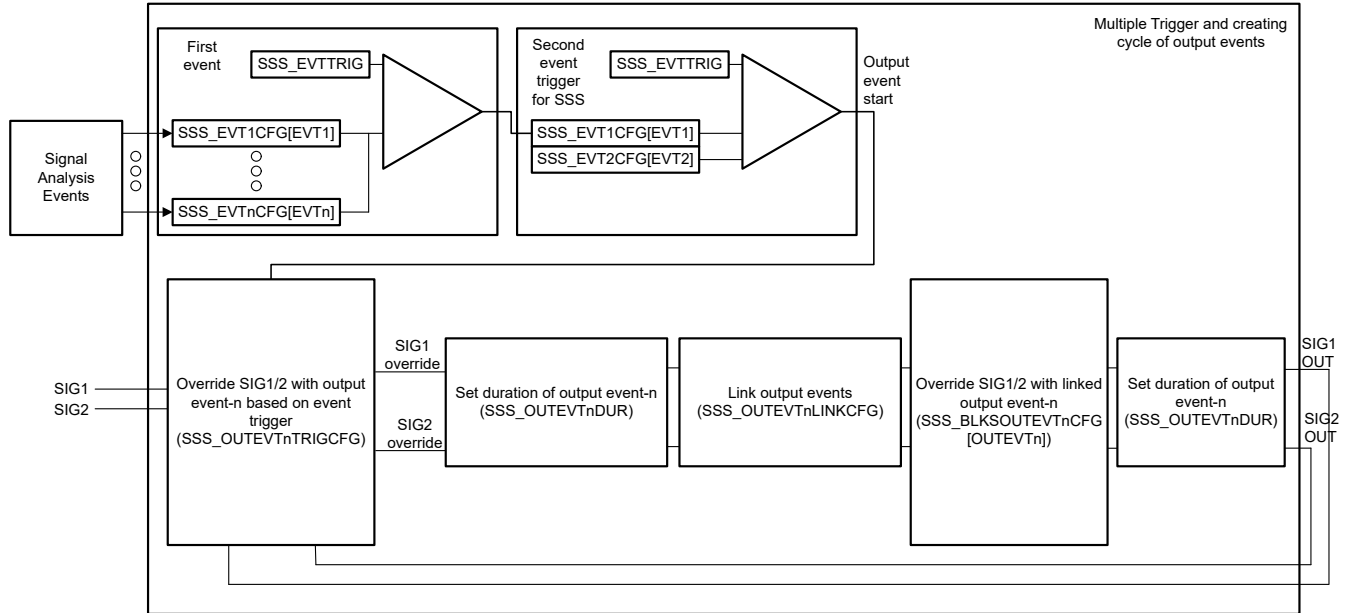 Multiple Trigger and creating
cycle of output events
First
event
SSS_EVTTRIG
SSS_EVT1CFG[EVT1]
SSS_EVTnCFG[EVTn]
Second
event
trigger
for SSS
SSS_EVTTRIG
SSS_EVT1CFG[EVT1]
SSS_EVT2CFG[EVT2]
Output
event
start
Signal
Analysis
Events
SIG1
SIG2
Override SIG1/2 with output
event-n based on event
trigger
(SSS_OUTEVTnTRIGCFG)
SIG1
override
SIG2
override
Set duration of output event-n
(SSS_OUTEVTnDUR)
Link output events
(SSS_OUTEVTnLINKCFG)
Override SIG1/2 with linked
output event-n
(SSS_BLKSOUTEVTnCFG
[OUTEVTn])
Set duration of output
event-n
(SSS_OUTEVTnDUR)
SIG1
OUT
SIG2
OUT